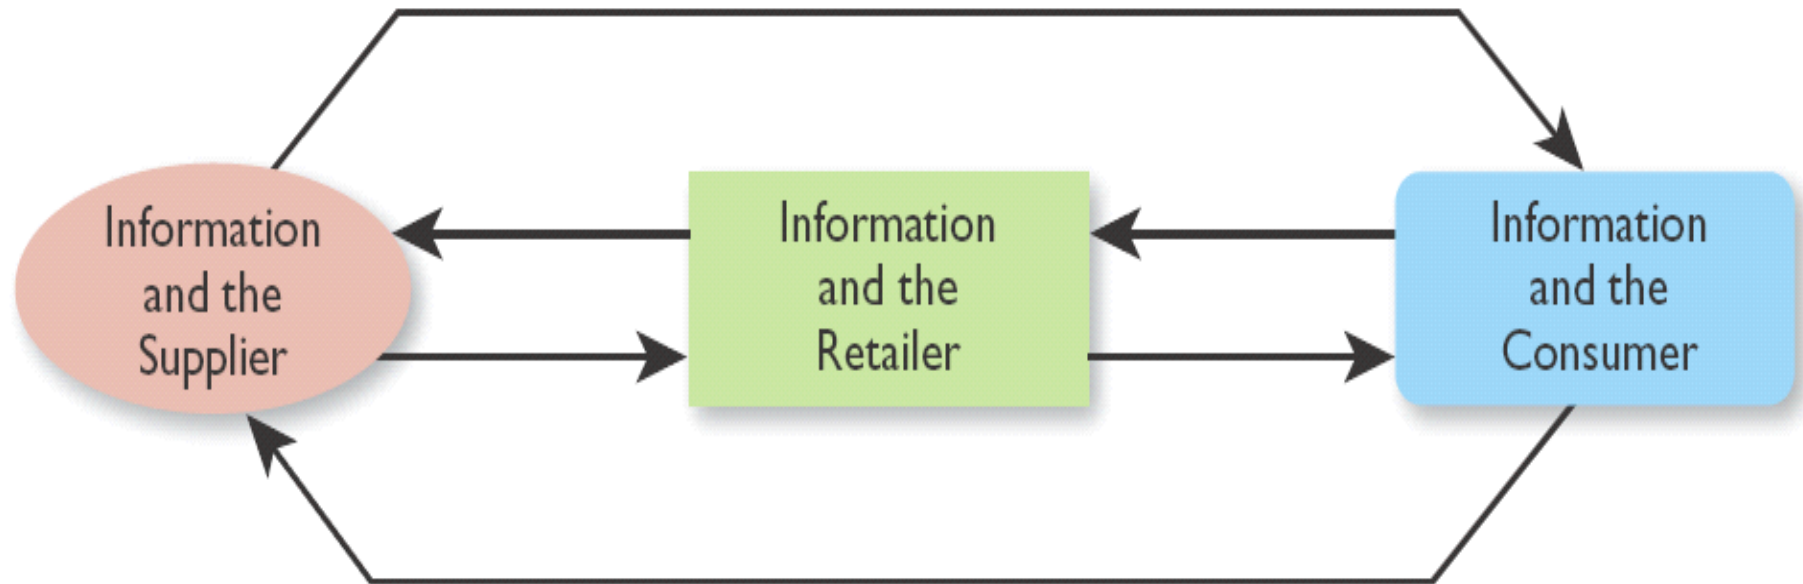 Information
and the
Supplier
Information
and the
Retailer
Information
and the
Consumer